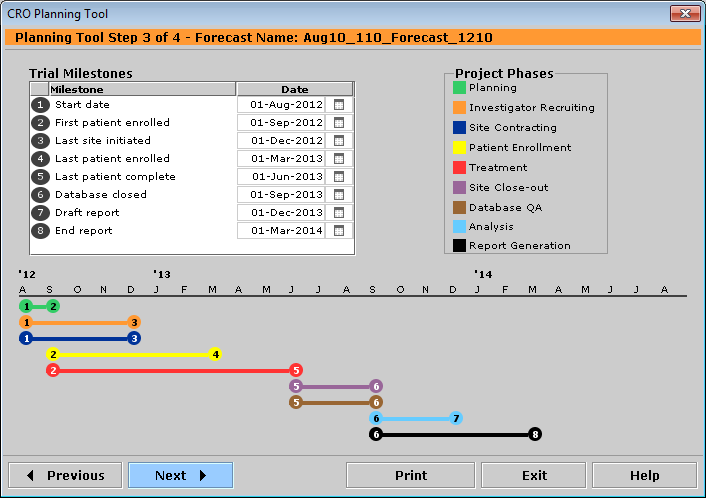 CRO Planning Tool
Planning Tool Step 3 of 4 - Forecast Name: Aug10_110_Forecast_1210
Trial Milestones
Milestone Date
1 Start date 01-Aug-2012
2 First patient enrolled 01-Sep-2012
3 Last site initiated 01-Dec-2012
4 Last patient enrolled 01-Mar-2013
5 Last patient complete 01-Jun-2013
6 Database closed 01-Sep-2013
7 Draft report 01-Dec-2013
8 End report 01-Mar-2014
Project Phases
Planning
Investigator Recruiting
Site Contracting
Patient Enrollment
Treatment
Site Close-out
Database QA
Analysis
Report Generation
'12 '13 '14
A S O N D J F M A M J J A S O N D J F M A M J J A
1 2
1 3
1 3
2 4
2 5
5 6
5 6
6 7
6 8
Previous Next Print Exit Help